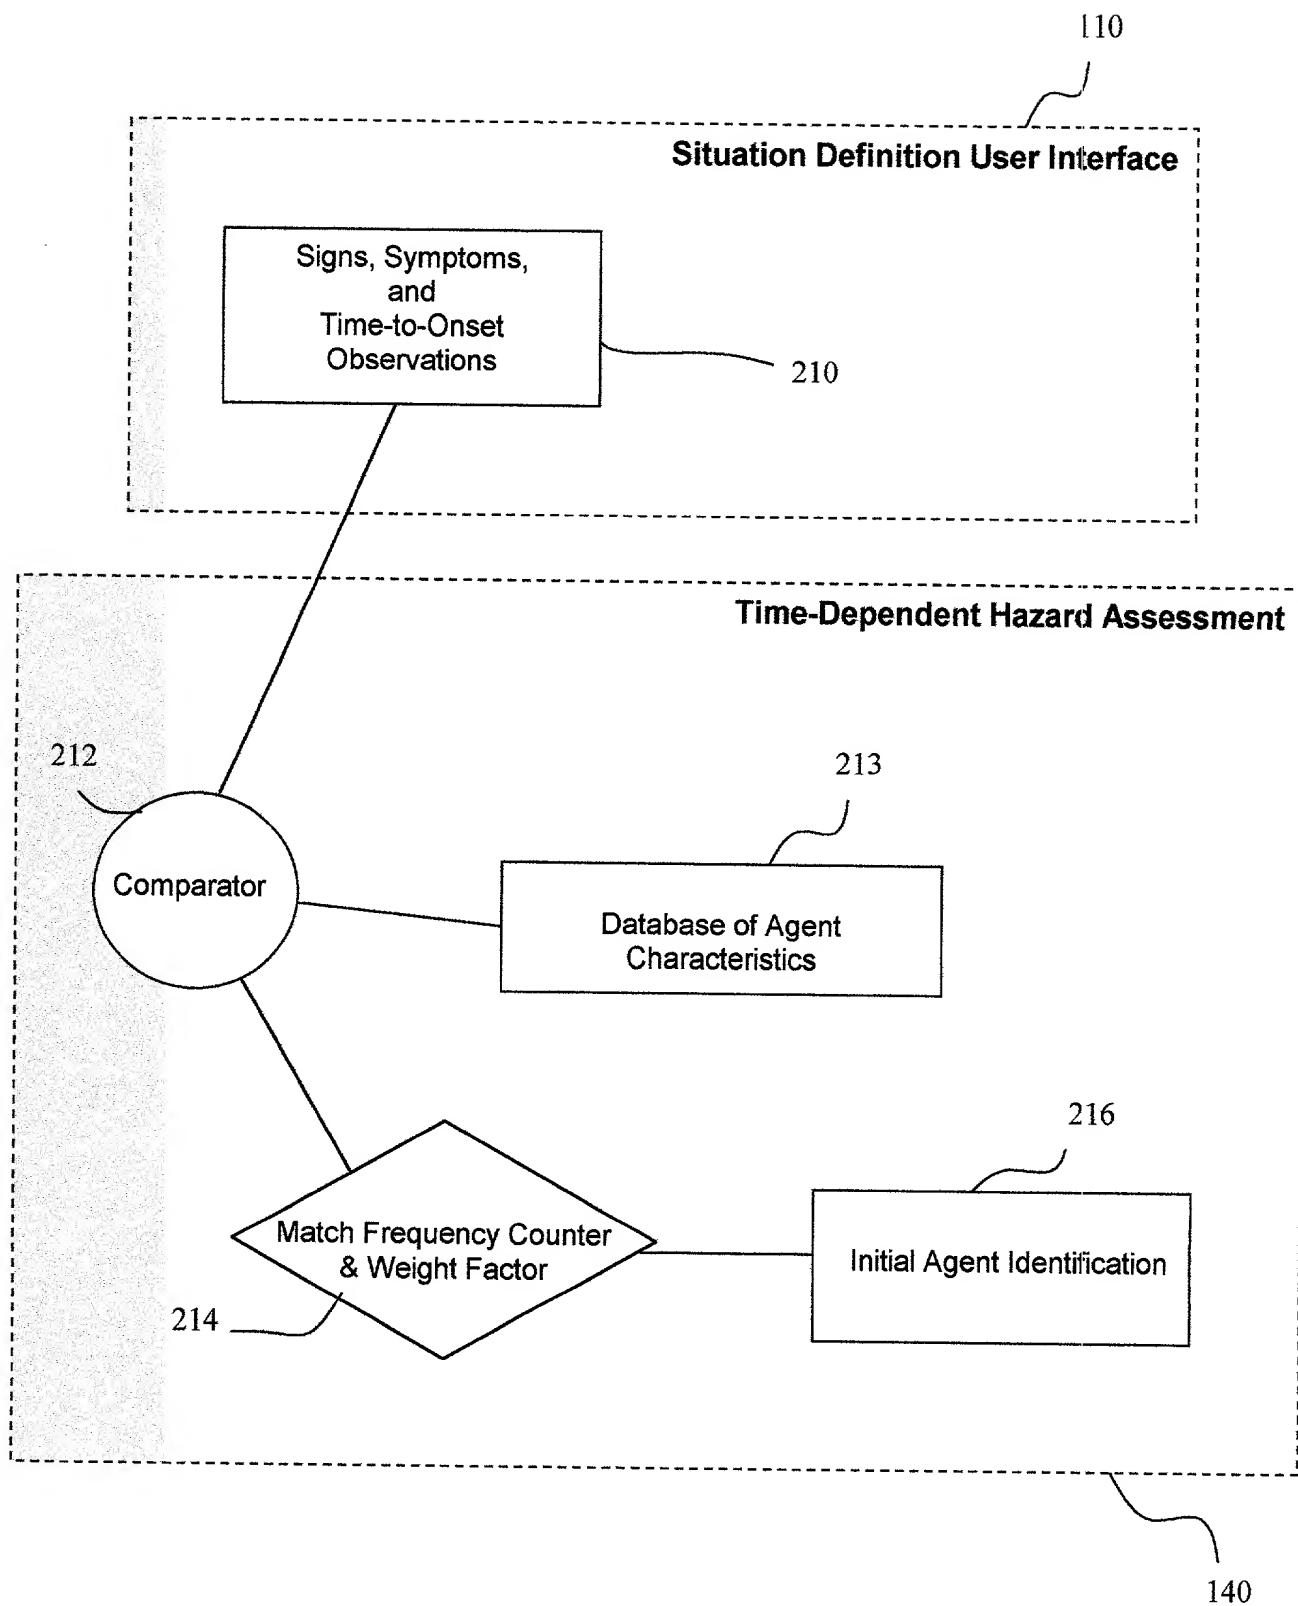 110
Situation Definition User Interface
Signs, Symptoms,
and
Time-to-Onset
Observations
210
Time-Dependent Hazard Assessment
212
213
Comparator
Database of Agent
Characteristics
216
Match Frequency Counter
& Weight Factor
Initial Agent Identification
214
140